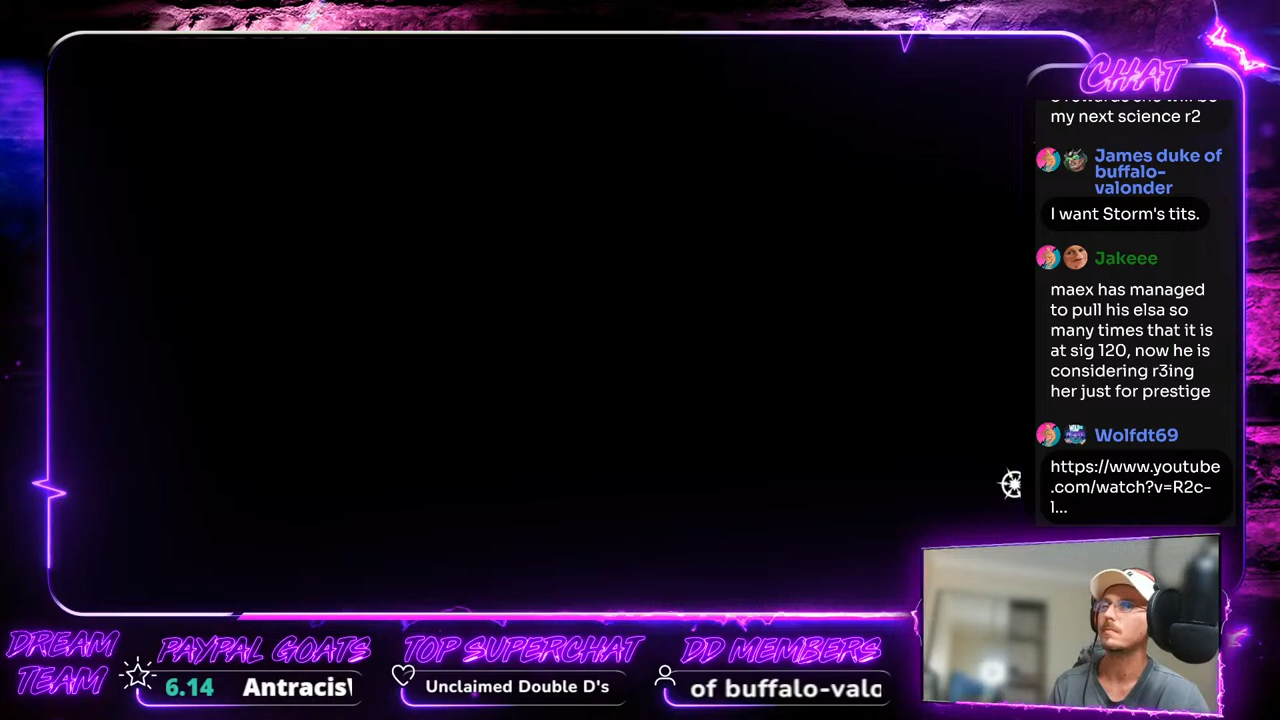 CHAT
my next science r2
James duke of
buffalo-
valonder
I want Storm's tits.
Jakeee
maex has managed
to pull his elsa so
many times that it is
at sig 120, now he is
considering r3ing
her just for prestige
Wolfdt69
https://www.youtube
.com/watch?v=R2c-
l...
DREAM
TEAM
PAYPAL GOATS
6.14 Antracis
TOP SUPERCHAT
Unclaimed Double D's
DD MEMBERS
of buffalo-valo